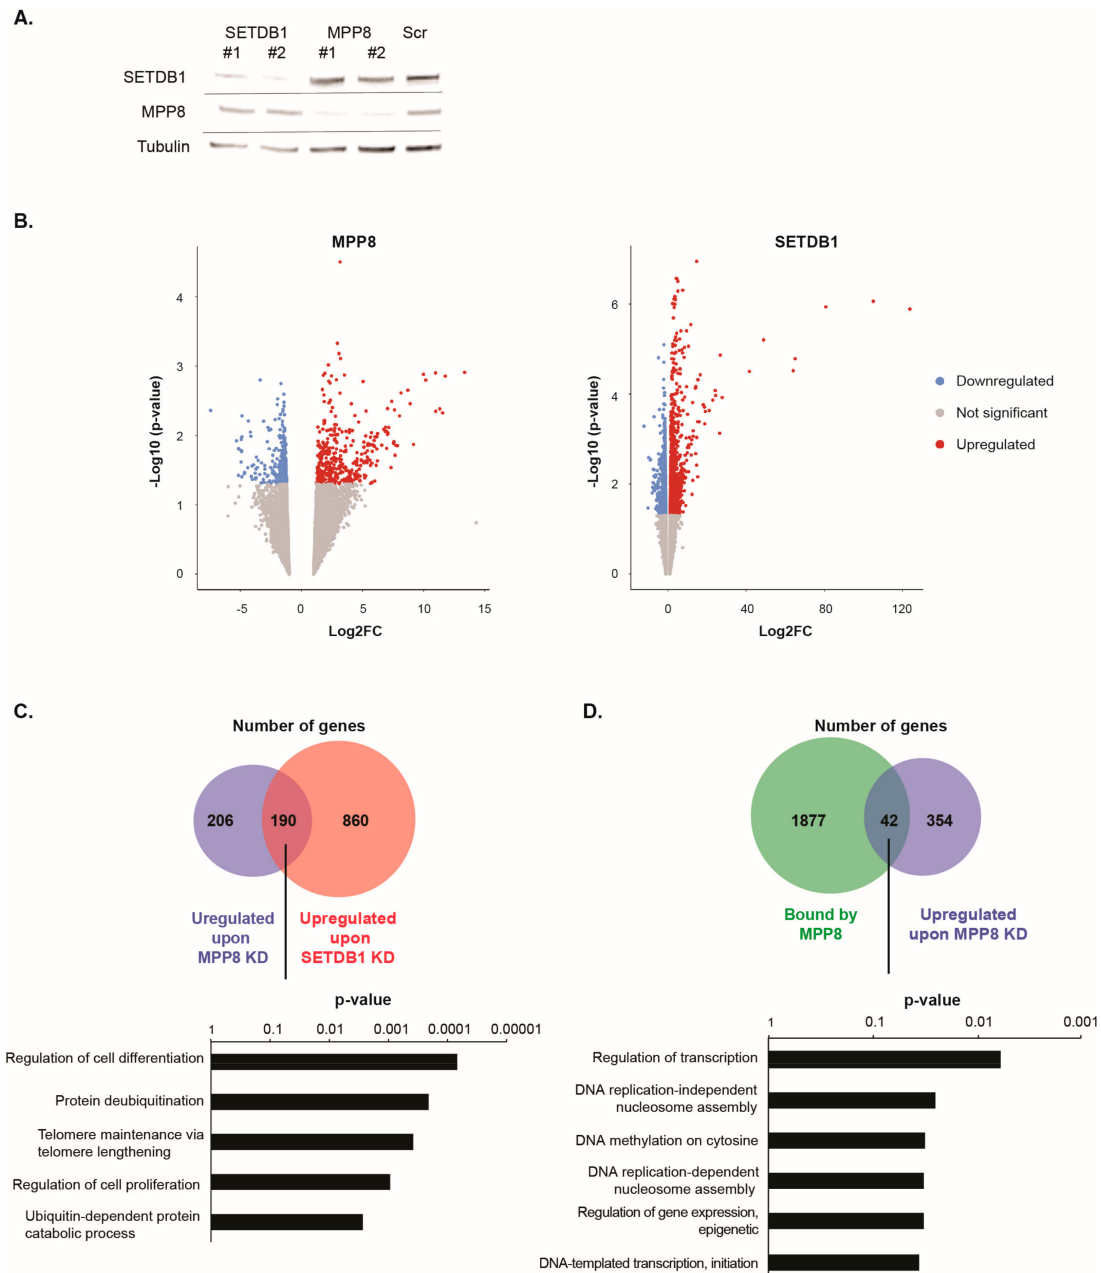 A.
SETDB1 MPP8 Scr
#1 #2 #1 #2
SETDB1
MPP8
Tubulin
B.
MPP8
-Log10 (p-value)
4
3
2
1
0
-5 0 5 10 15
Log2FC
SETDB1
-Log10 (p-value)
6
4
2
0
0 40 80 120
Log2FC
Downregulated
Not significant
Upregulated
C.
Number of genes
206 190 860
Uregulated
upon
MPP8 KD
Upregulated
upon
SETDB1 KD
p-value
1 0.1 0.01 0.001 0.0001 0.00001
Regulation of cell differentiation
Protein deubiquitination
Telomere maintenance via
telomere lengthening
Regulation of cell proliferation
Ubiquitin-dependent protein
catabolic process
D.
Number of genes
1877 42 354
Bound by
MPP8
Upregulated
upon MPP8 KD
p-value
1 0.1 0.01 0.001
Regulation of transcription
DNA replication-independent
nucleosome assembly
DNA methylation on cytosine
DNA replication-dependent
nucleosome assembly
Regulation of gene expression,
epigenetic
DNA-templated transcription, initiation